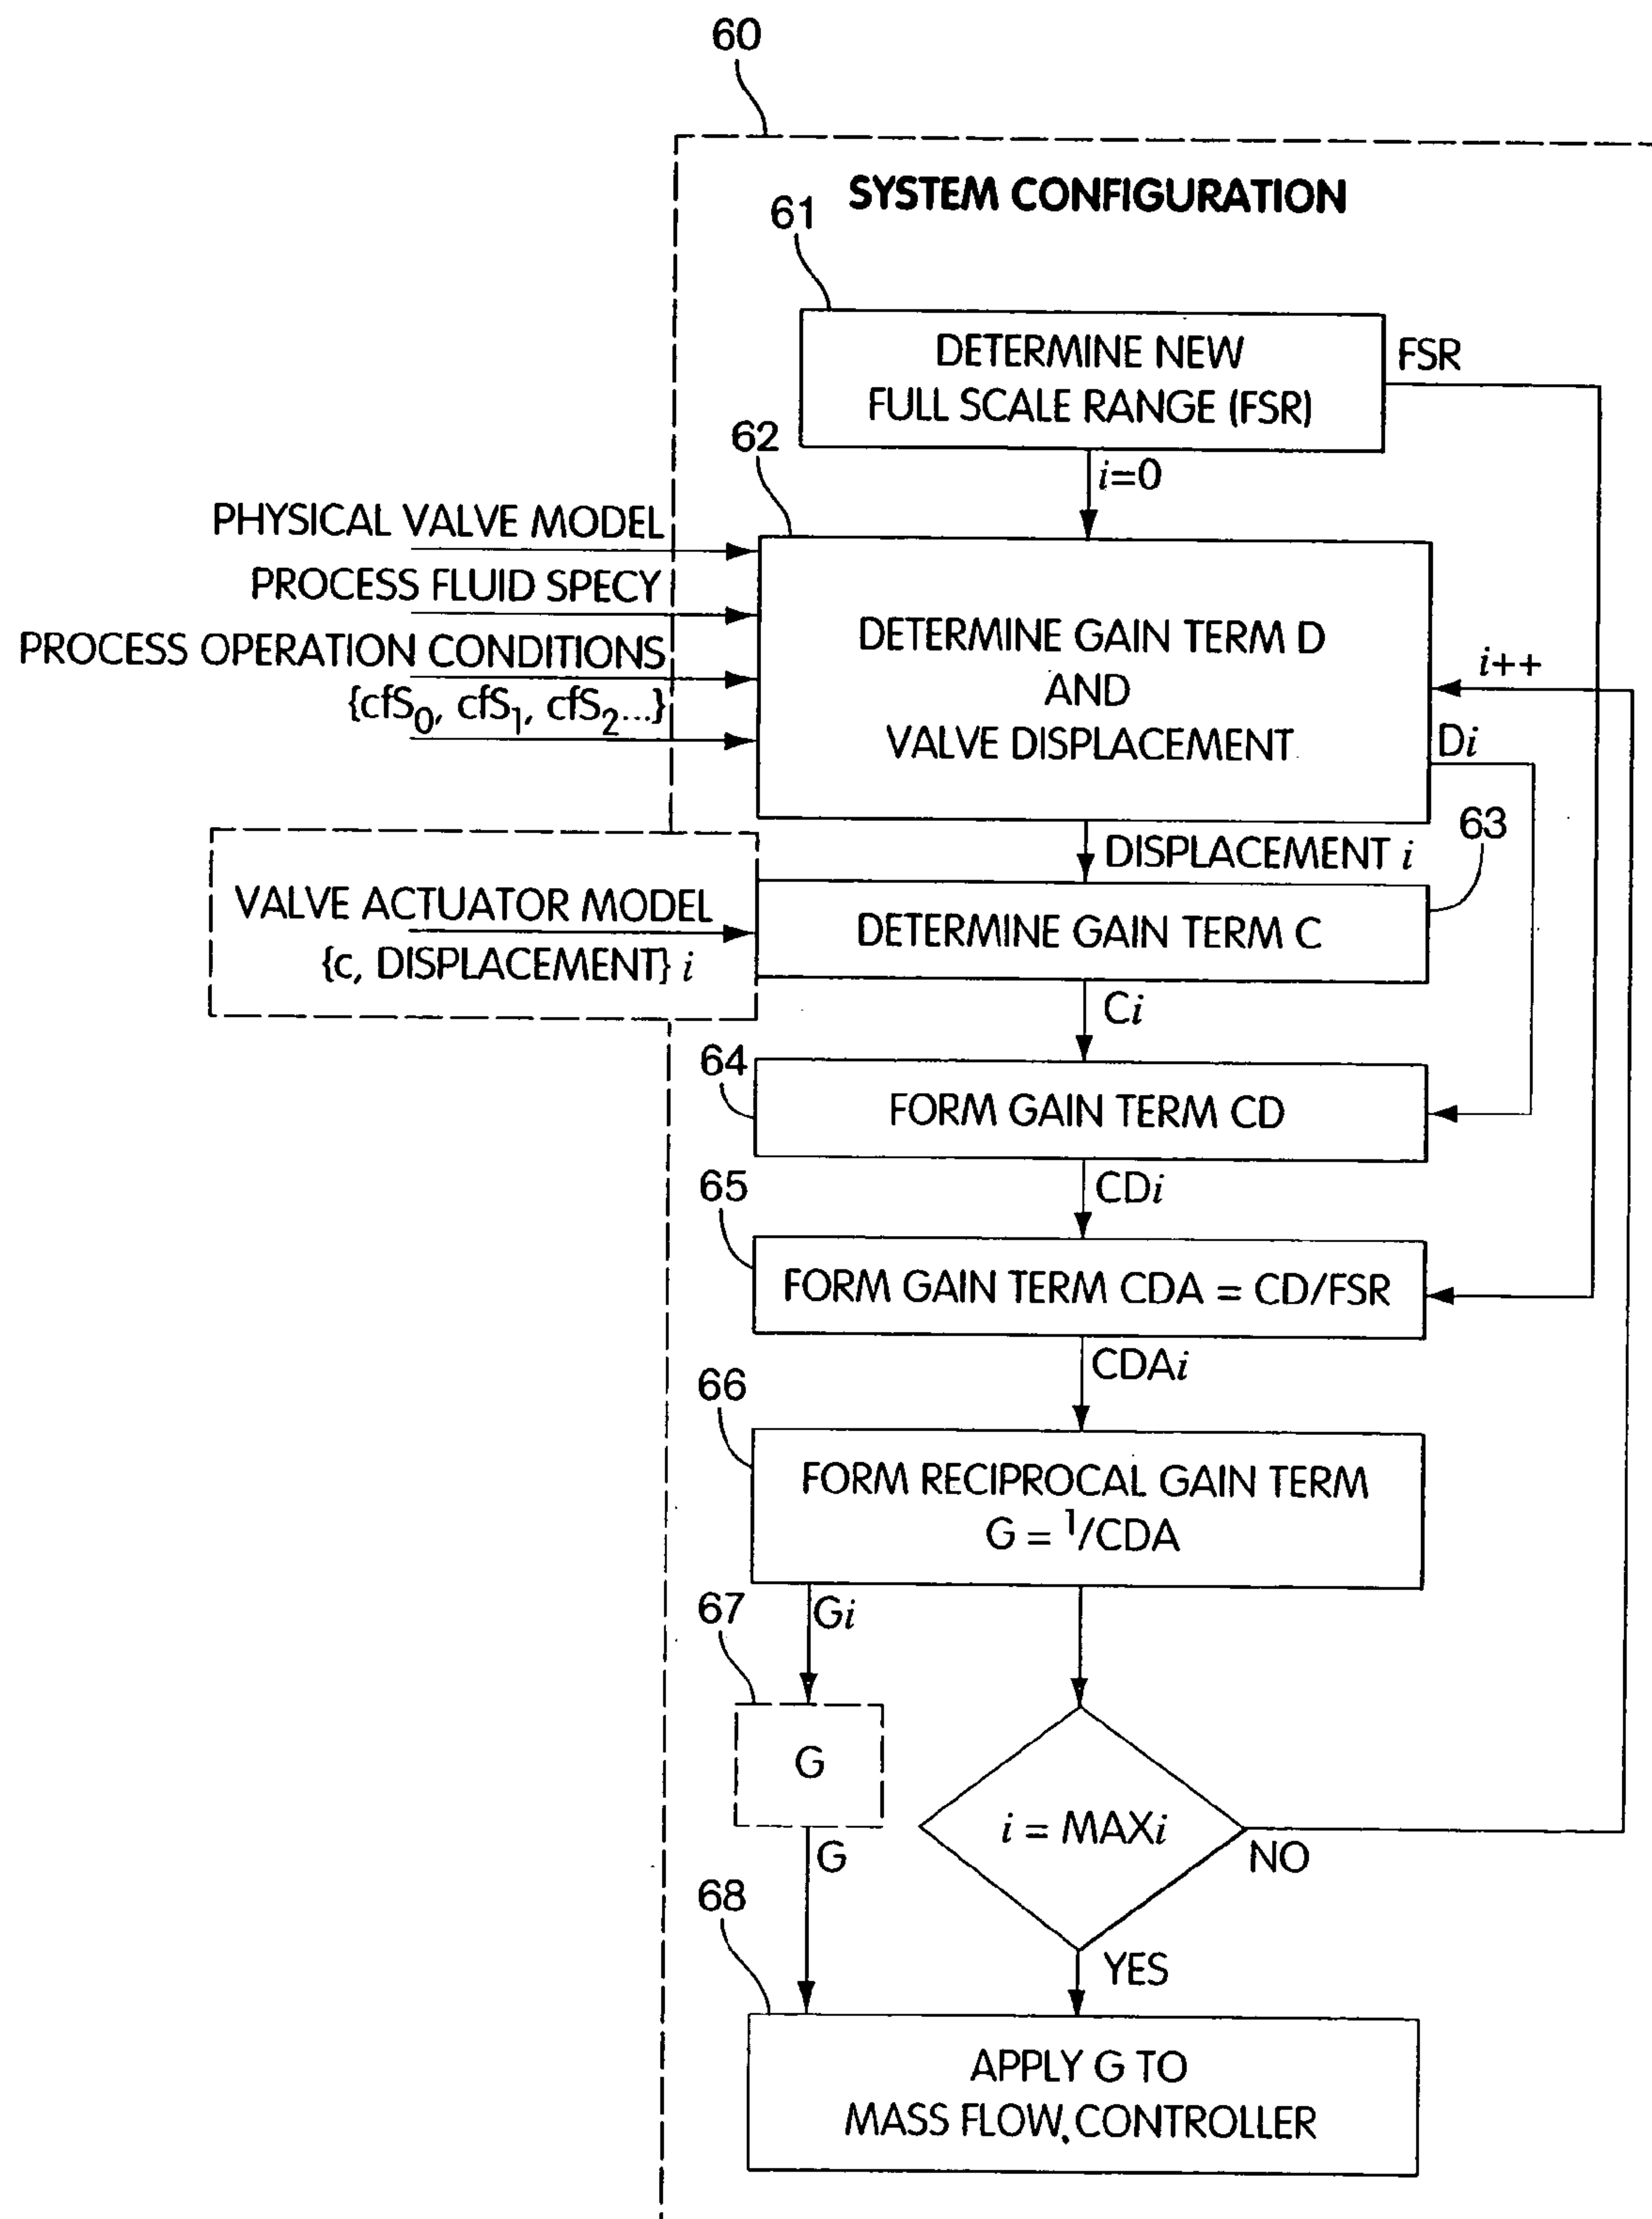 60
SYSTEM CONFIGURATION
61
DETERMINE NEW
FULL SCALE RANGE (FSR)
FSR
62
i=0
PHYSICAL VALVE MODEL
PROCESS FLUID SPECY
PROCESS OPERATION CONDITIONS
{cfS₀, cfS₁, cfS₂...}
DETERMINE GAIN TERM D
AND
VALVE DISPLACEMENT
i++
Di
DISPLACEMENT i
63
VALVE ACTUATOR MODEL
{c, DISPLACEMENT} i
DETERMINE GAIN TERM C
Ci
64
FORM GAIN TERM CD
CDi
65
FORM GAIN TERM CDA = CD/FSR
CDAi
66
FORM RECIPROCAL GAIN TERM
G = 1/CDA
Gi
67
G
i = MAXi
NO
G
68
YES
APPLY G TO
MASS FLOW CONTROLLER